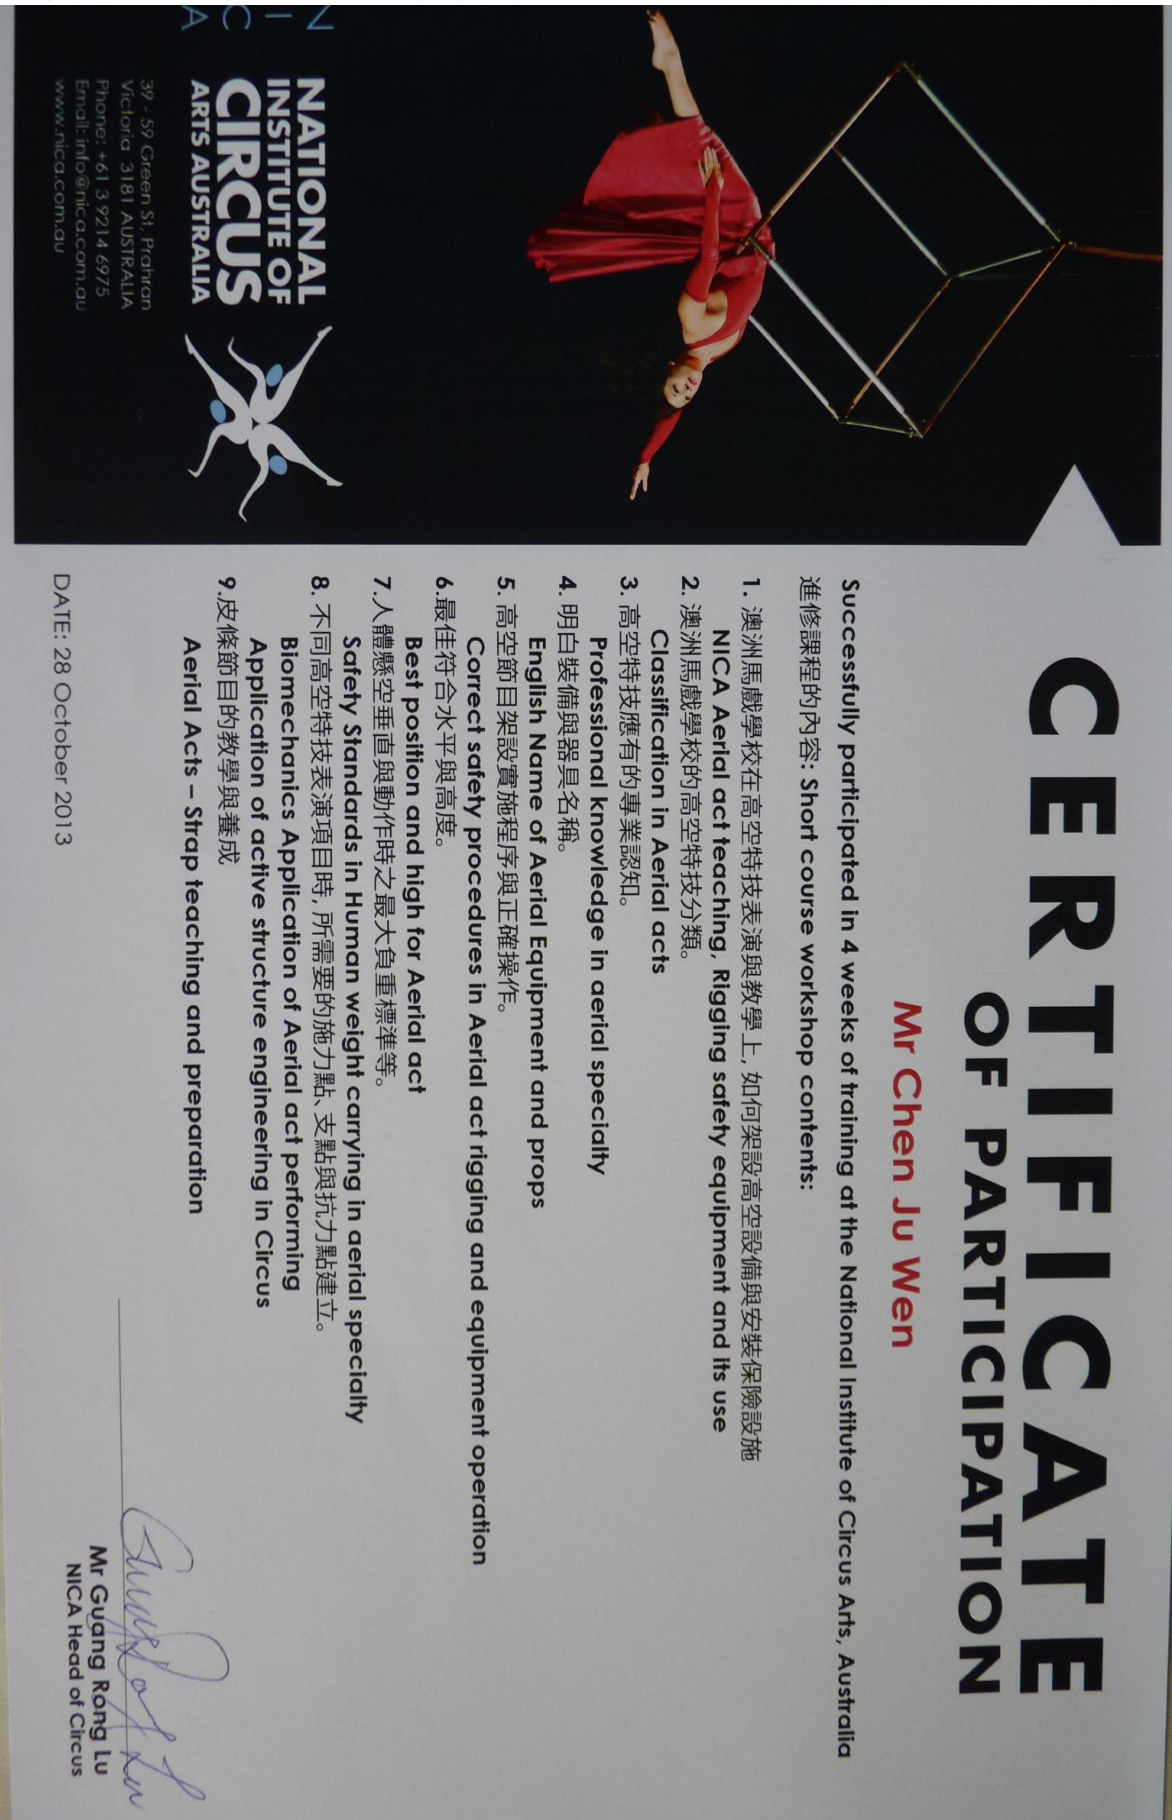 N
I
C
A
NATIONAL
INSTITUTE OF
CIRCUS
ARTS AUSTRALIA
39 - 59 Green St, Prahran
Victoria 3181 AUSTRALIA
Phone: +61 3 9214 6975
Email: info@nica.com.au
www.nica.com.au
CERTIFICATE
OF PARTICIPATION
Mr Chen Ju Wen
Successfully participated in 4 weeks of training at the National Institute of Circus Arts, Australia
進修課程的內容: Short course workshop contents:
1. 澳洲馬戲學校在高空特技表演與教學上, 如何架設高空設備與安裝保險設施
NICA Aerial act teaching, Rigging safety equipment and its use
2. 澳洲馬戲學校的高空特技分類。
Classification in Aerial acts
3. 高空特技應有的專業認知。
Professional knowledge in aerial specialty
4. 明白裝備與器具名稱。
English Name of Aerial Equipment and props
5. 高空節目架設實施程序與正確操作。
Correct safety procedures in Aerial act rigging and equipment operation
6.最佳符合水平與高度。
Best position and high for Aerial act
7.人體懸空垂直與動作時之最大負重標準等。
Safety Standards in Human weight carrying in aerial specialty
8. 不同高空特技表演項目時, 所需要的施力點、支點與抗力點建立。
Biomechanics Application of Aerial act performing
Application of active structure engineering in Circus
9.皮條節目的教學與養成
Aerial Acts – Strap teaching and preparation
DATE: 28 October 2013
Guang Rong Lu
Mr Guang Rong Lu
NICA Head of Circus